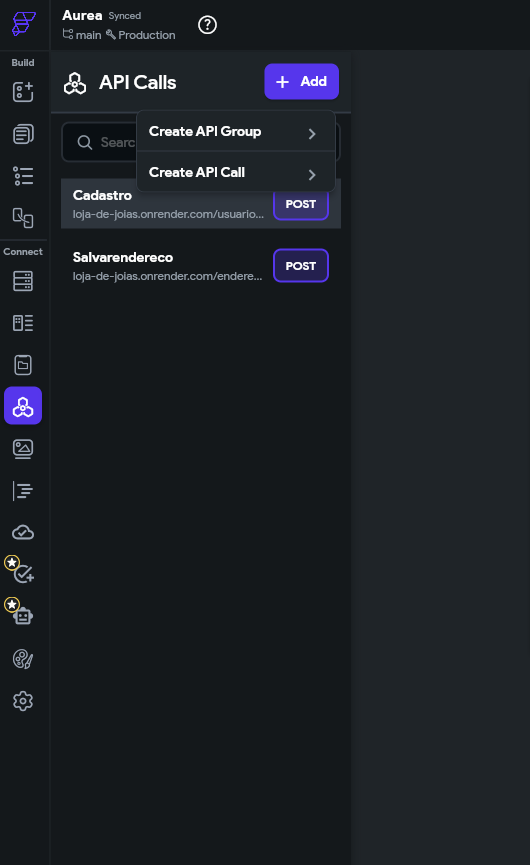 Aurea Synced
main Production
Build
API Calls
Add
Create API Group
Searc
Create API Call
Cadastro
loja-de-joias.onrender.com/usuario...
POST
Salvarendereco
loja-de-joias.onrender.com/endere...
POST
Connect